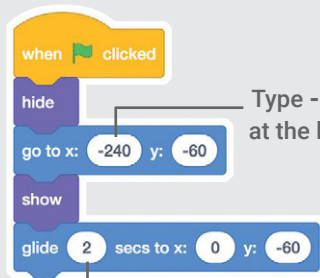 when clicked
hide
Type -
go to x: -240 y: -60
at the
show
glide 2 secs to x: 0 y: -60